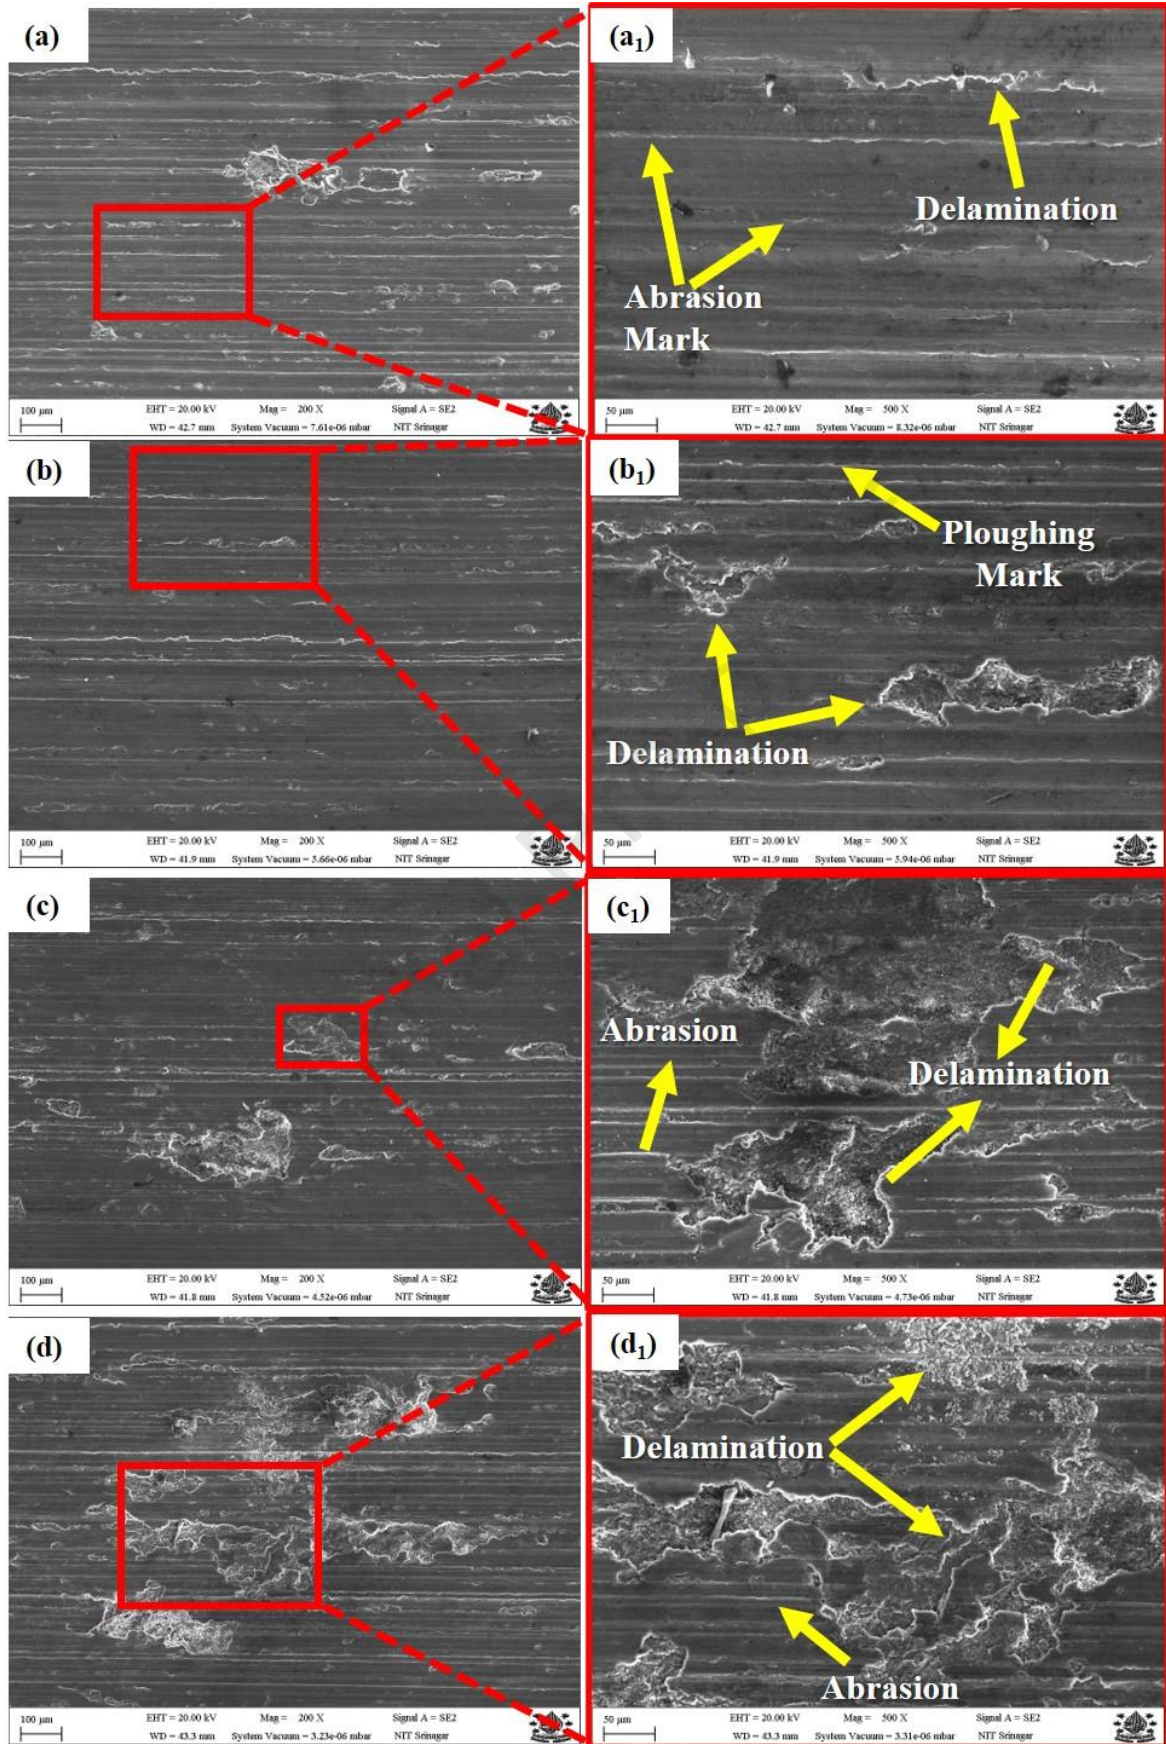 (a)
(a1)
Delamination
Abrasion
Mark
100 µm
EHT = 20.00 kV
Mag = 200 X
Signal A = SE2
WD = 42.7 mm
System Vacuum = 7.61e-06 mbar
NIT Srinagar
50 µm
EHT = 20.00 kV
Mag = 500 X
Signal A = SE2
WD = 42.7 mm
System Vacuum = 8.32e-06 mbar
NIT Srinagar
(b)
(b1)
Ploughing
Mark
Delamination
100 µm
EHT = 20.00 kV
Mag = 200 X
Signal A = SE2
WD = 41.9 mm
System Vacuum = 5.66e-06 mbar
NIT Srinagar
50 µm
EHT = 20.00 kV
Mag = 500 X
Signal A = SE2
WD = 41.9 mm
System Vacuum = 5.94e-06 mbar
NIT Srinagar
(c)
(c1)
Abrasion
Delamination
100 µm
EHT = 20.00 kV
Mag = 200 X
Signal A = SE2
WD = 41.8 mm
System Vacuum = 4.52e-06 mbar
NIT Srinagar
50 µm
EHT = 20.00 kV
Mag = 500 X
Signal A = SE2
WD = 41.8 mm
System Vacuum = 4.73e-06 mbar
NIT Srinagar
(d)
(d1)
Delamination
Abrasion
100 µm
EHT = 20.00 kV
Mag = 200 X
Signal A = SE2
WD = 43.3 mm
System Vacuum = 3.23e-06 mbar
NIT Srinagar
50 µm
EHT = 20.00 kV
Mag = 500 X
Signal A = SE2
WD = 43.3 mm
System Vacuum = 3.31e-06 mbar
NIT Srinagar